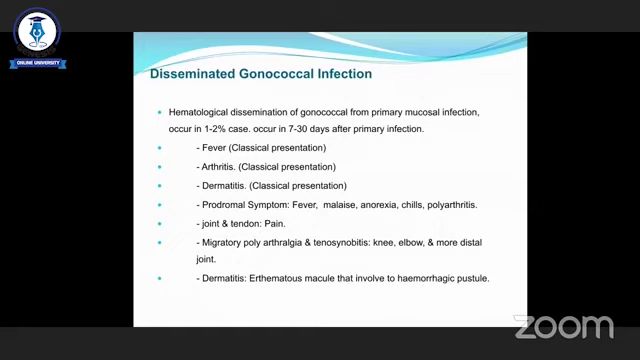 ONLINE UNIVERSITY
Disseminated Gonococcal Infection
Hematological dissemination of gonococcal from primary mucosal infection,
occur in 1-2% case. occur in 7-30 days after primary infection.
- Fever (Classical presentation)
- Arthritis. (Classical presentation)
- Dermatitis. (Classical presentation)
- Prodromal Symptom: Fever, malaise, anorexia, chills, polyarthritis.
- joint & tendon: Pain.
- Migratory poly arthralgia & tenosynobitis: knee, elbow, & more distal
joint.
- Dermatitis: Erthematous macule that involve to haemorrhagic pustule.
zoom